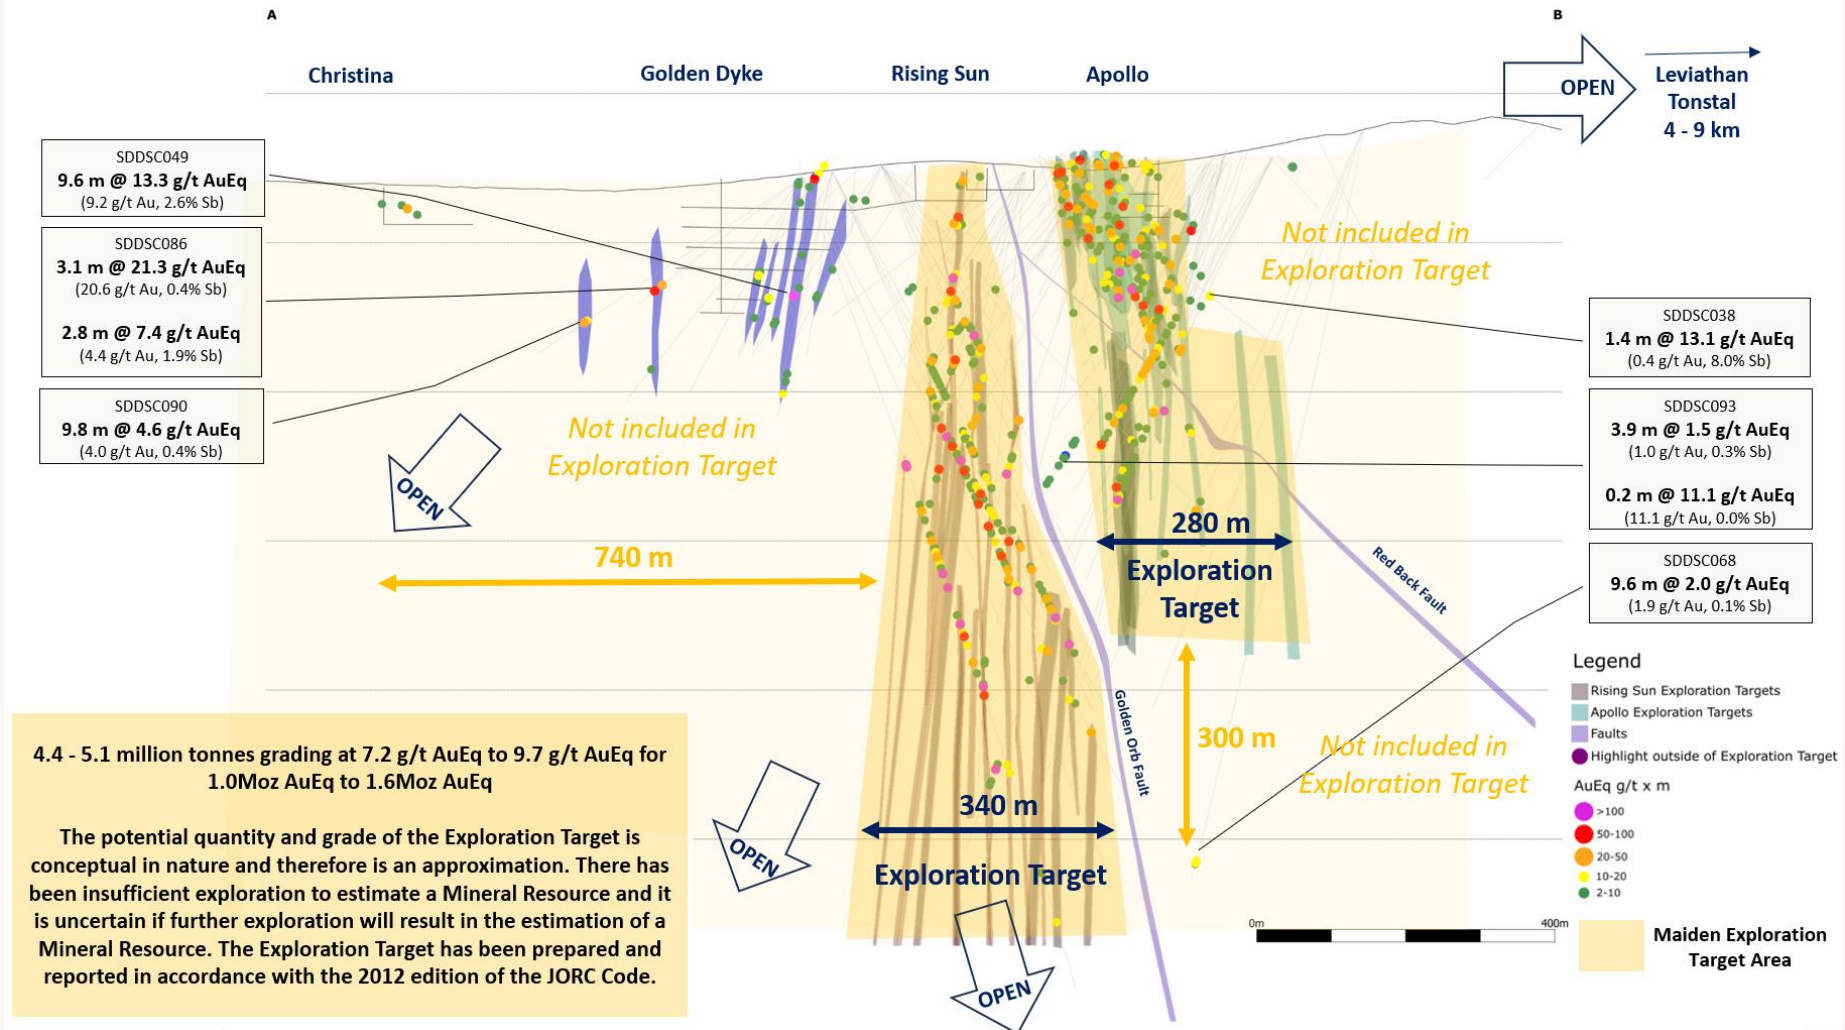 A
B
Christina
Golden Dyke
Rising Sun
Apollo
OPEN
Leviathan
Tonstal
4 - 9 km
SDDSC049
9.6 m @ 13.3 g/t AuEq
(9.2 g/t Au, 2.6% Sb)
SDDSC086
3.1 m @ 21.3 g/t AuEq
(20.6 g/t Au, 0.4% Sb)
2.8 m @ 7.4 g/t AuEq
(4.4 g/t Au, 1.9% Sb)
SDDSC090
9.8 m @ 4.6 g/t AuEq
(4.0 g/t Au, 0.4% Sb)
Not included in
Exploration Target
SDDSC038
1.4 m @ 13.1 g/t AuEq
(0.4 g/t Au, 8.0% Sb)
SDDSC093
3.9 m @ 1.5 g/t AuEq
(1.0 g/t Au, 0.3% Sb)
0.2 m @ 11.1 g/t AuEq
(11.1 g/t Au, 0.0% Sb)
SDDSC068
9.6 m @ 2.0 g/t AuEq
(1.9 g/t Au, 0.1% Sb)
Not included in
Exploration Target
OPEN
740 m
280 m
Exploration
Target
Red Back Fault
Golden Orb Fault
300 m
Not included in
Exploration Target
340 m
Exploration Target
OPEN
OPEN
4.4 - 5.1 million tonnes grading at 7.2 g/t AuEq to 9.7 g/t AuEq for
1.0Moz AuEq to 1.6Moz AuEq
The potential quantity and grade of the Exploration Target is
conceptual in nature and therefore is an approximation. There has
been insufficient exploration to estimate a Mineral Resource and it
is uncertain if further exploration will result in the estimation of a
Mineral Resource. The Exploration Target has been prepared and
reported in accordance with the 2012 edition of the JORC Code.
Legend
Rising Sun Exploration Targets
Apollo Exploration Targets
Faults
Highlight outside of Exploration Target
AuEq g/t x m
>100
50-100
20-50
10-20
2-10
0m
400m
Maiden Exploration
Target Area